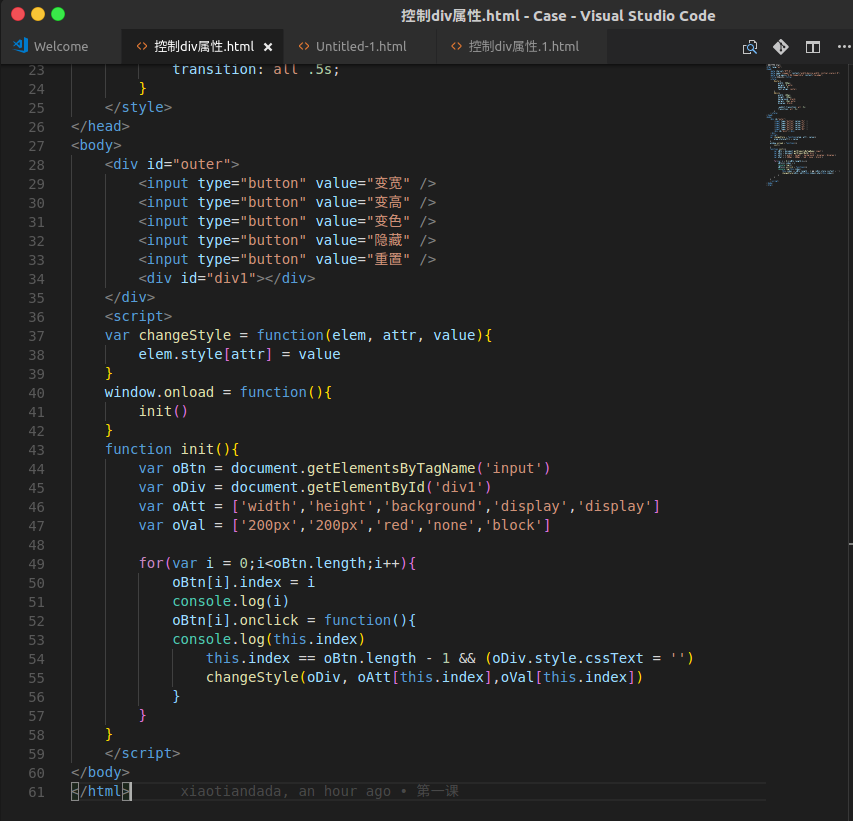 控制div属性.html - Case - Visual Studio Code
Welcome
控制div属性.html
Untitled-1.html
控制div属性.1.html
23 transition: all .5s;
24 }
25 </style>
26 </head>
27 <body>
28 <div id="outer">
29 <input type="button" value="变宽" />
30 <input type="button" value="变高" />
31 <input type="button" value="变色" />
32 <input type="button" value="隐藏" />
33 <input type="button" value="重置" />
34 <div id="div1"></div>
35 </div>
36 <script>
37 var changeStyle = function(elem, attr, value){
38 elem.style[attr] = value
39 }
40 window.onload = function(){
41 init()
42 }
43 function init(){
44 var oBtn = document.getElementsByTagName('input')
45 var oDiv = document.getElementById('div1')
46 var oAtt = ['width','height','background','display','display']
47 var oVal = ['200px','200px','red','none','block']
48
49 for(var i = 0;i<oBtn.length;i++){
50 oBtn[i].index = i
51 console.log(i)
52 oBtn[i].onclick = function(){
53 console.log(this.index)
54 this.index == oBtn.length - 1 && (oDiv.style.cssText = '')
55 changeStyle(oDiv, oAtt[this.index],oVal[this.index])
56 }
57 }
58 }
59 </script>
60 </body>
61 </html> xiaotiandada, an hour ago • 第一课